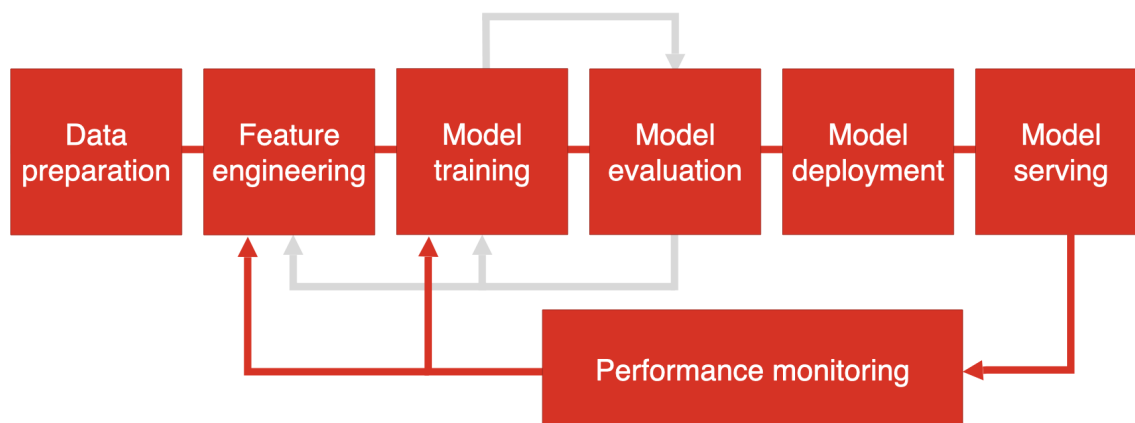 Data
preparation
Feature
engineering
Model
training
Model
evaluation
Model
deployment
Model
serving
Performance monitoring